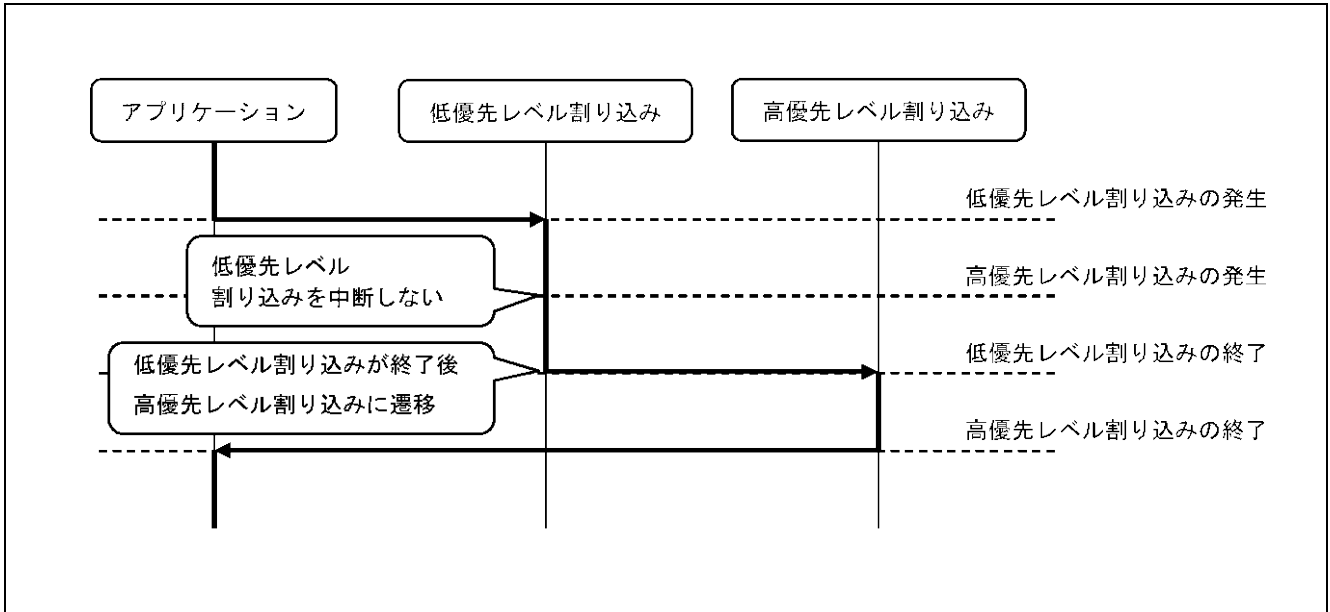 アプリケーション
低優先レベル割り込み
高優先レベル割り込み
低優先レベル割り込みの発生
低優先レベル
割り込みを中断しない
高優先レベル割り込みの発生
低優先レベル割り込みが終了後
高優先レベル割り込みに遷移
低優先レベル割り込みの終了
高優先レベル割り込みの終了